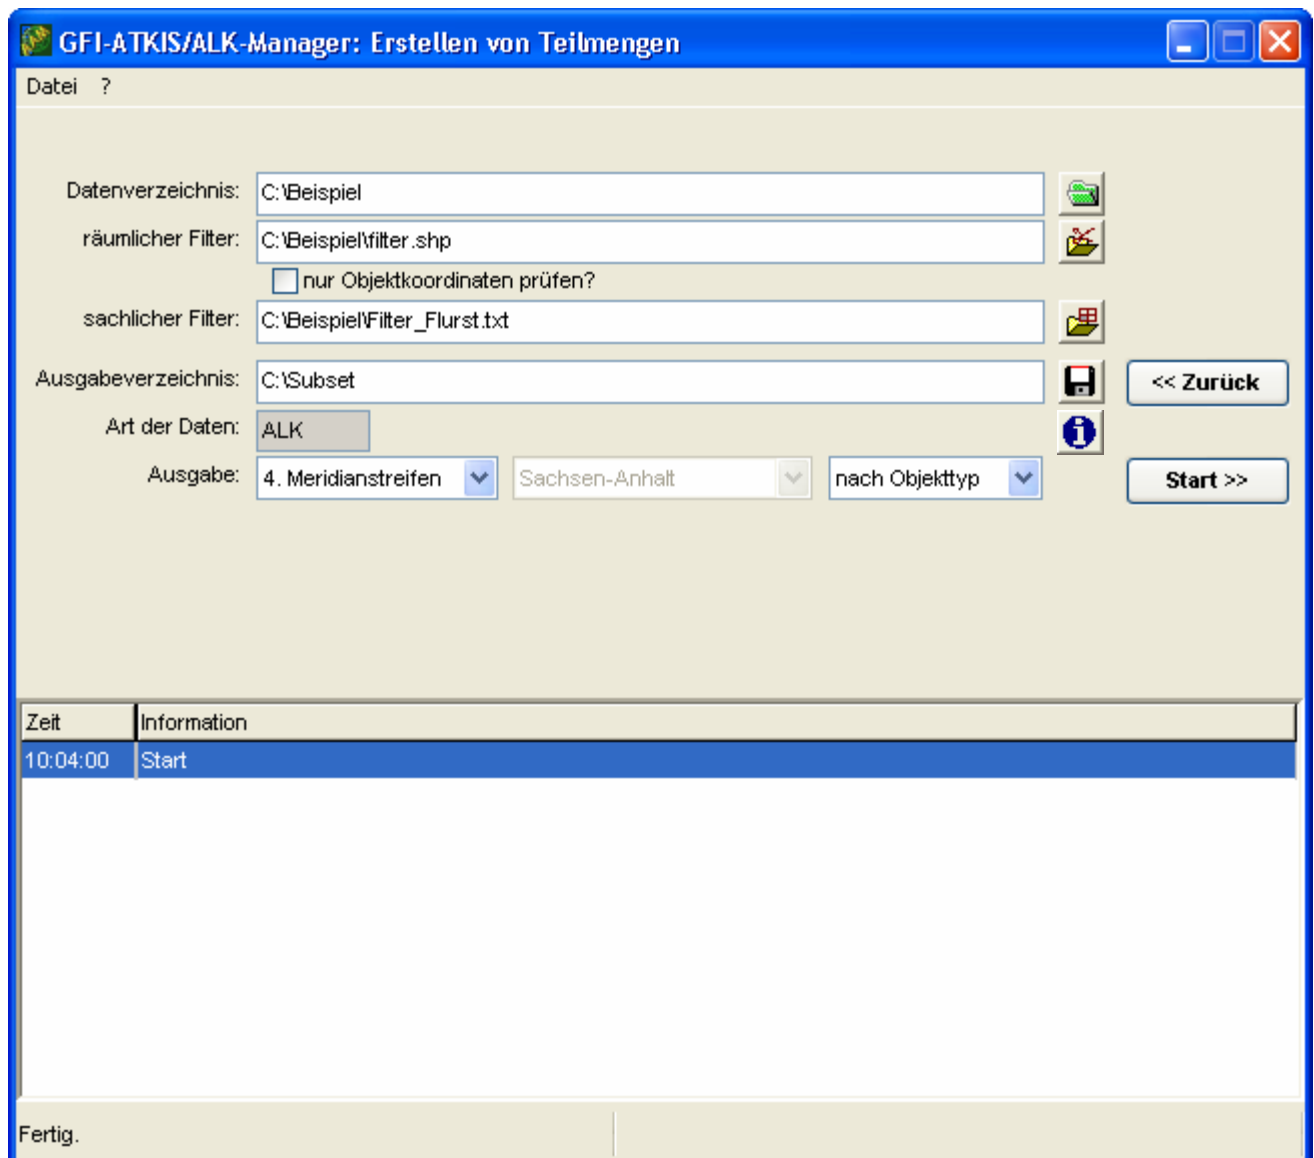 GFI-ATKIS/ALK-Manager: Erstellen von Teilmengen
Datei ?
Datenverzeichnis: C:\Beispiel
räumlicher Filter: C:\Beispiel\filter.shp
nur Objektkoordinaten prüfen?
sachlicher Filter: C:\Beispiel\Filter_Flurst.txt
Ausgabeverzeichnis: C:\Subset << Zurück
Art der Daten: ALK
Ausgabe: 4. Meridianstreifen Sachsen-Anhalt nach Objekttyp Start >>
Zeit Information
10:04:00 Start
Fertig.